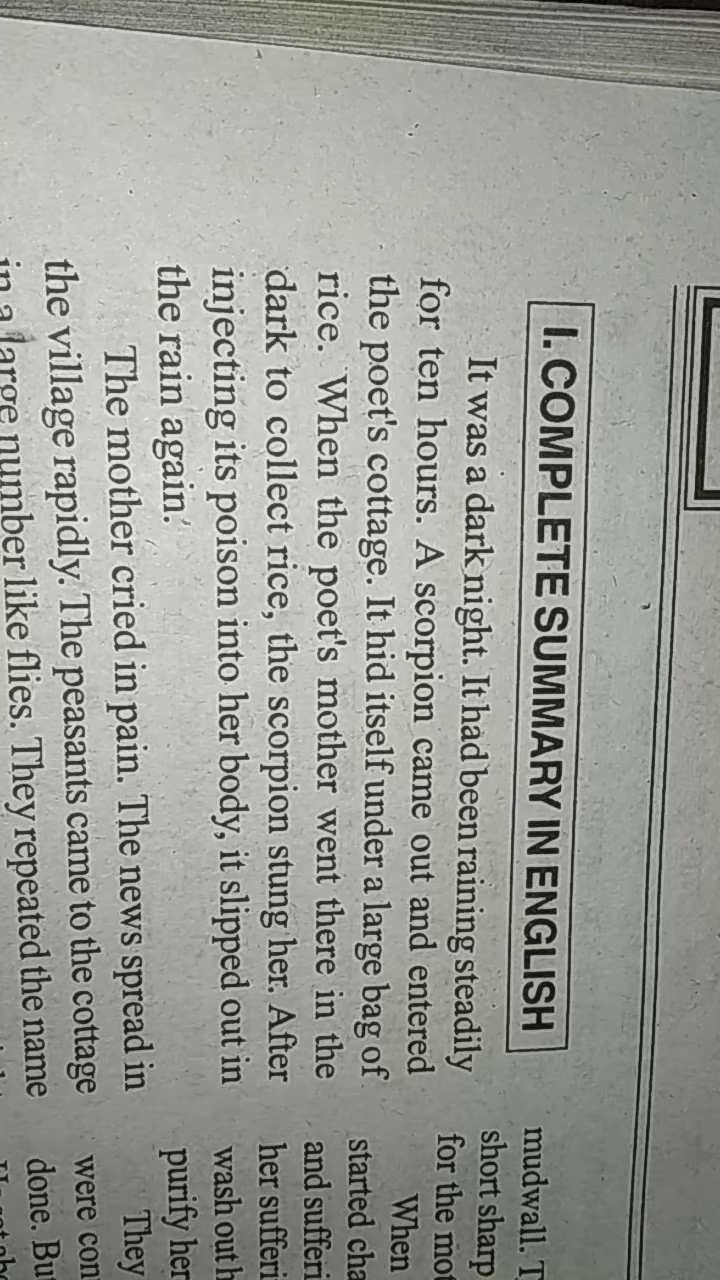 I. COMPLETE SUMMARY IN ENGLISH
It was a dark night. It had been raining steadily
for ten hours. A scorpion came out and entered
the poet's cottage. It hid itself under a large bag of
rice. When the poet's mother went there in the
dark to collect rice, the scorpion stung her. After
injecting its poison into her body, it slipped out in
the rain again.
The mother cried in pain. The news spread in
the village rapidly. The peasants came to the cottage
in a large number like flies. They repeated the name
mudwall.
short sharp
for the
When
started
and
her
wash out
purify her
They
were
done.